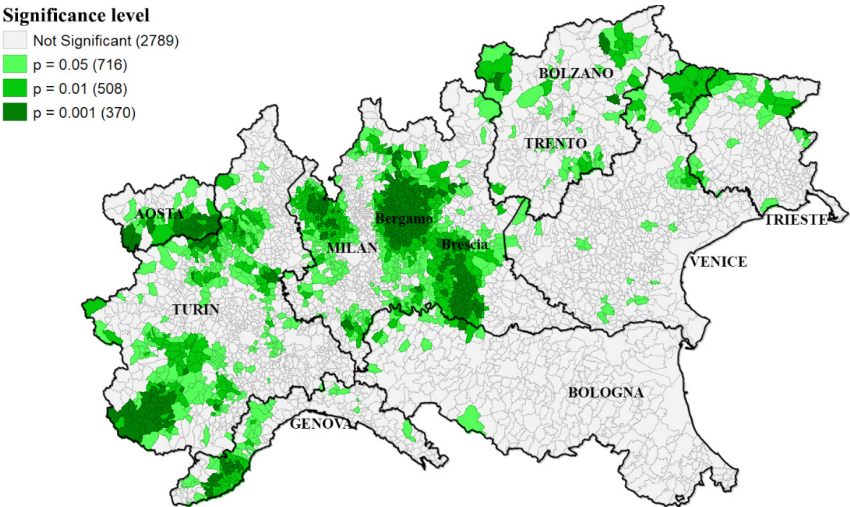 Significance level
Not Significant (2789)
p = 0.05 (716)
p = 0.01 (508)
p = 0.001 (370)
BOLZANO
TRENTO
AOSTA
Bergamo
TRIESTE
MILAN
Brescia
VENICE
TURIN
BOLOGNA
GENOVA